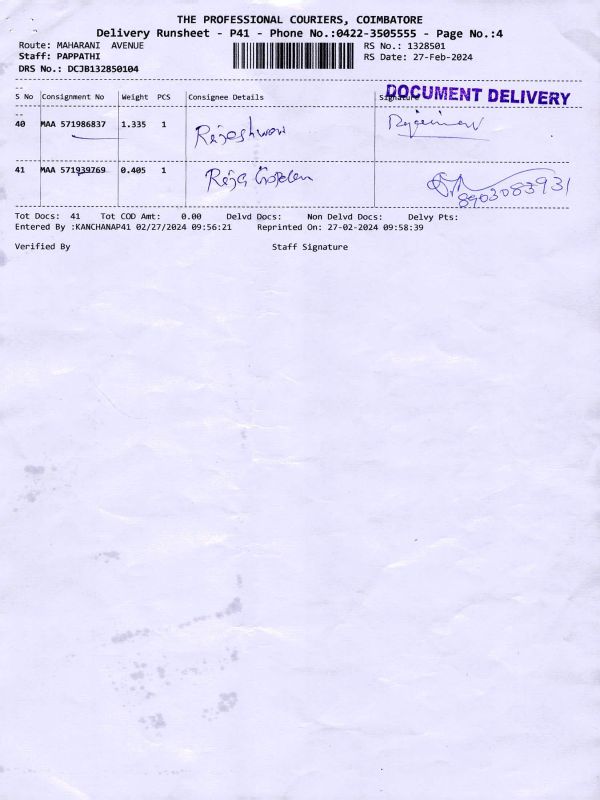 THE PROFESSIONAL COURIERS, COIMBATORE
Delivery Runsheet - P41 - Phone No.:0422-3505555 - Page No.:4
Route: MAHARANI AVENUE
RS No.: 1328501
Staff: PAPPATHI
RS Date: 27-Feb-2024
DRS No.: DCJB132850104
DOCUMENT DELIVERY
S No Consignment No Weight PCS Consignee Details Signature
40 MAA 571986837 1.335 1 Rajeshwari
41 MAA 571939769 0.405 1 Raja Gopalan
8903083931
Tot Docs: 41 Tot COD Amt: 0.00 Delvd Docs: Non Delvd Docs: Delvy Pts:
Entered By :KANCHANAP41 02/27/2024 09:56:21 Reprinted On: 27-02-2024 09:58:39
Verified By Staff Signature